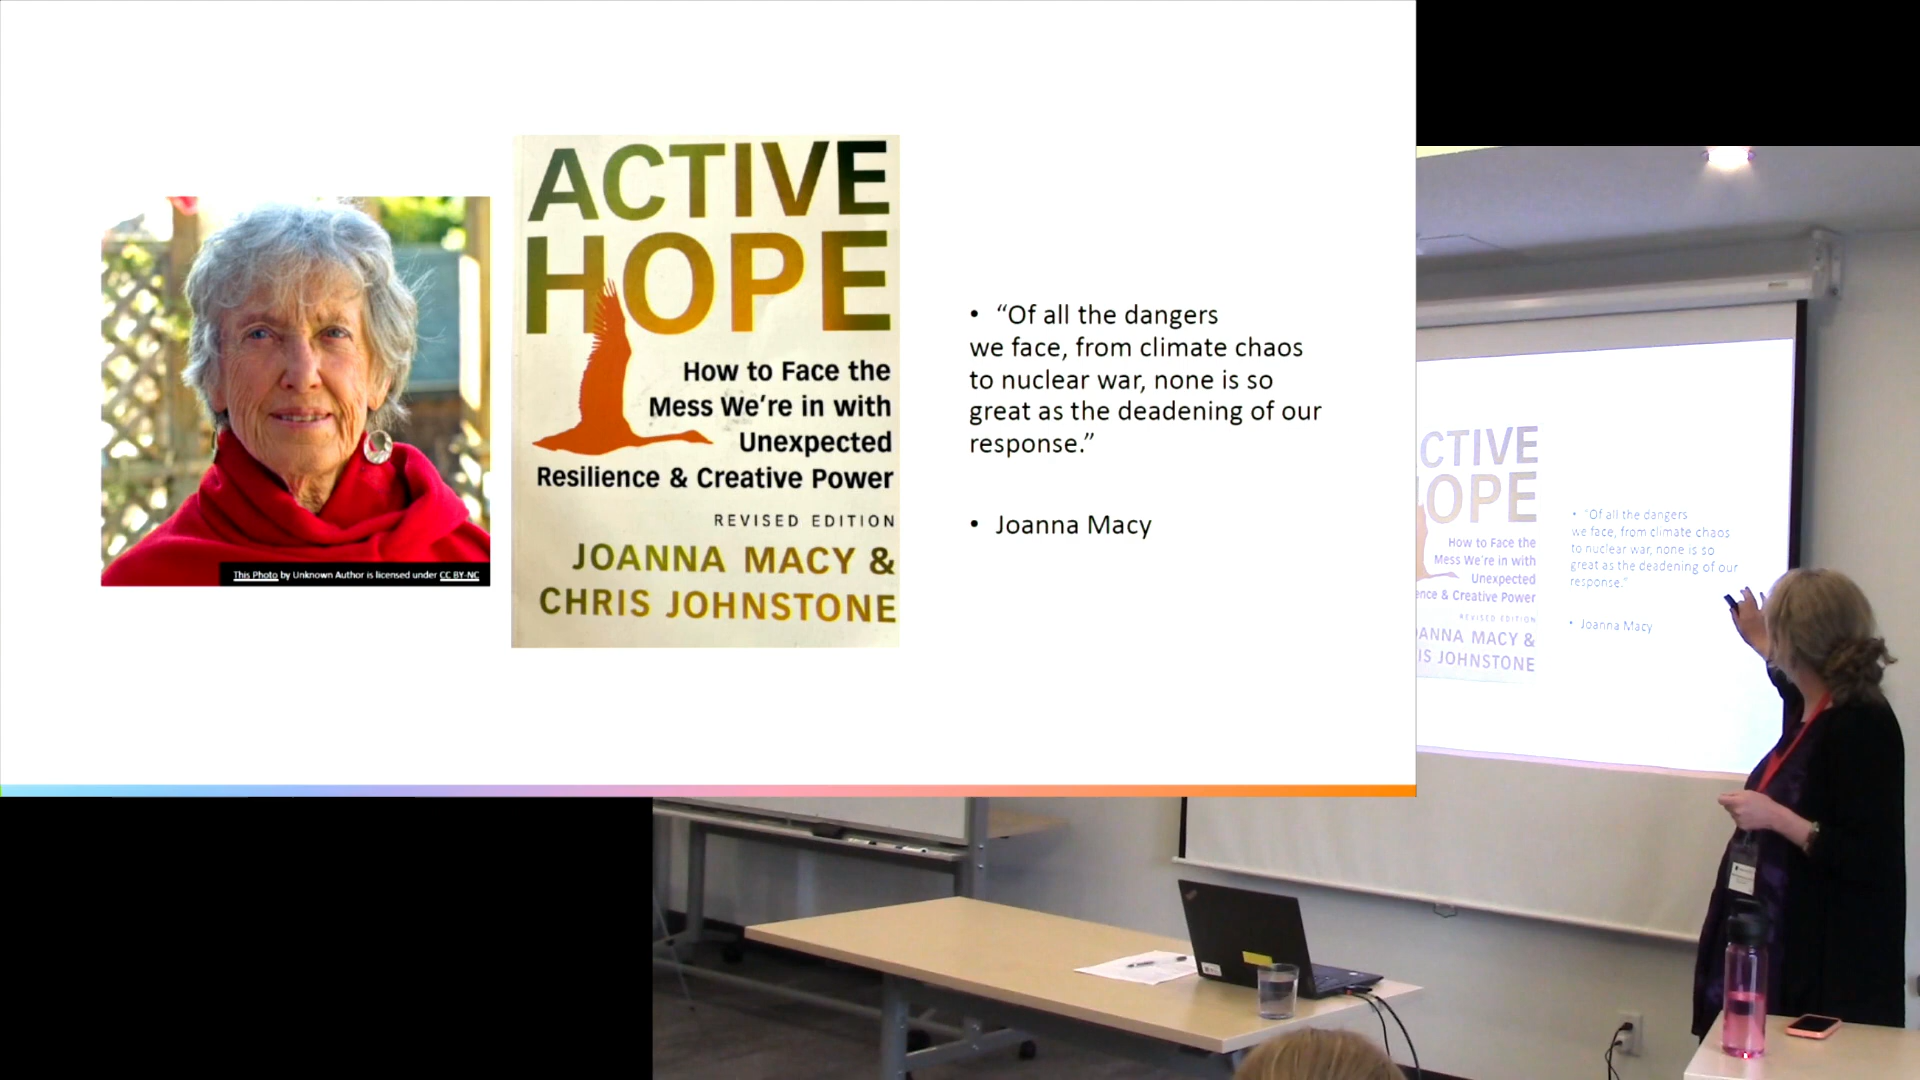 ACTIVE
HOPE
How to Face the
Mess We're in with
Unexpected
Resilience & Creative Power
REVISED EDITION
JOANNA MACY &
CHRIS JOHNSTONE
This Photo by Unknown Author is licensed under CC BY-NC
• “Of all the dangers
we face, from climate chaos
to nuclear war, none is so
great as the deadening of our
response.”
• Joanna Macy
CTIVE
OPE
How to Face the
Mess We're in with
Unexpected
ence & Creative Power
REVISED EDITION
ANNA MACY &
IS JOHNSTONE
• “Of all the dangers
we face, from climate chaos
to nuclear war, none is so
great as the deadening of our
response.”
• Joanna Macy